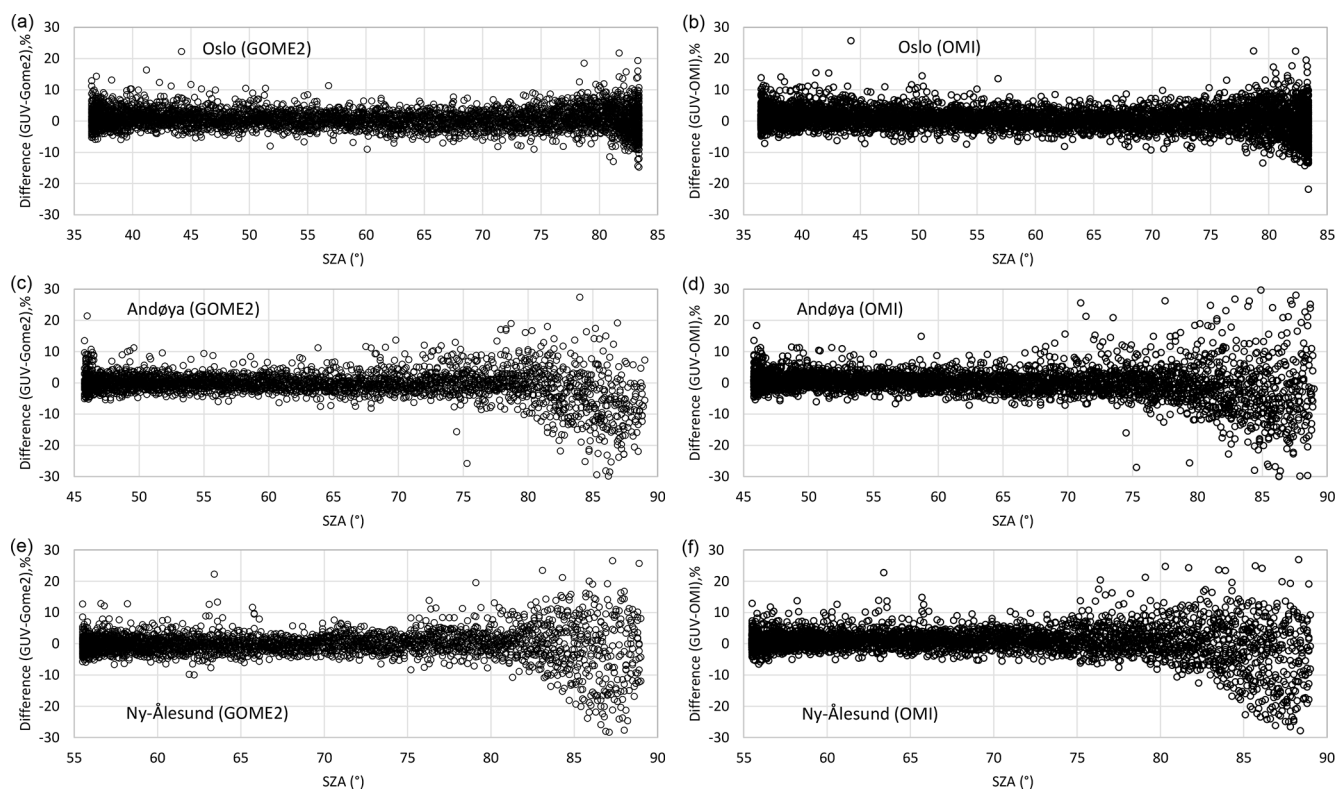 (a)
Difference (GUV-Gome2),%
30
20
10
0
-10
-20
-30
Oslo (GOME2)
35 40 45 50 55 60 65 70 75 80 85
SZA (°)
(b)
Difference (GUV-OMI),%
30
20
10
0
-10
-20
-30
Oslo (OMI)
35 40 45 50 55 60 65 70 75 80 85
SZA (°)
(c)
Difference (GUV-Gome2),%
30
20
10
0
-10
-20
-30
Andøya (GOME2)
45 50 55 60 65 70 75 80 85 90
SZA (°)
(d)
Difference (GUV-OMI),%
30
20
10
0
-10
-20
-30
Andøya (OMI)
45 50 55 60 65 70 75 80 85 90
SZA (°)
(e)
Difference (GUV-Gome2),%
30
20
10
0
-10
-20
-30
Ny-Ålesund (GOME2)
55 60 65 70 75 80 85 90
SZA (°)
(f)
Difference (GUV-OMI),%
30
20
10
0
-10
-20
-30
Ny-Ålesund (OMI)
55 60 65 70 75 80 85 90
SZA (°)